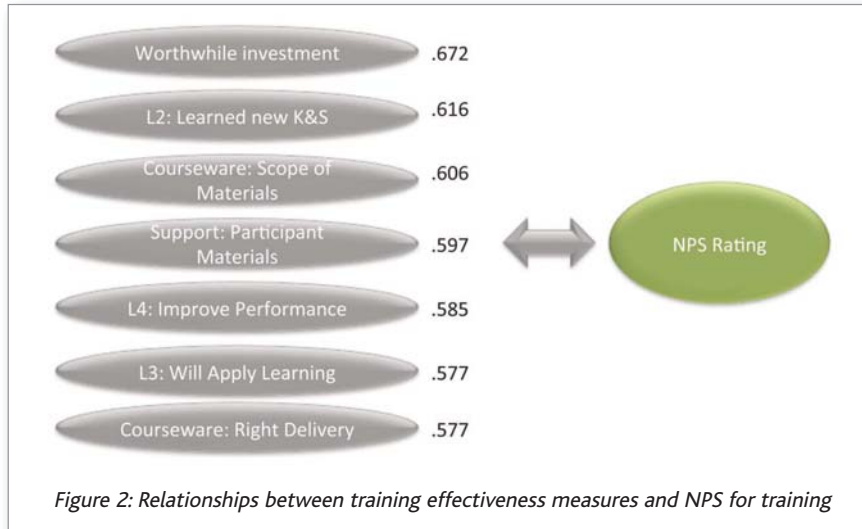 Worthwhile investment .672
L2: Learned new K&S .616
Courseware: Scope of
Materials .606
Support: Participant
Materials .597
L4: Improve Performance .585
L3: Will Apply Learning .577
Courseware: Right Delivery .577
NPS Rating
Figure 2: Relationships between training effectiveness measures and NPS for training